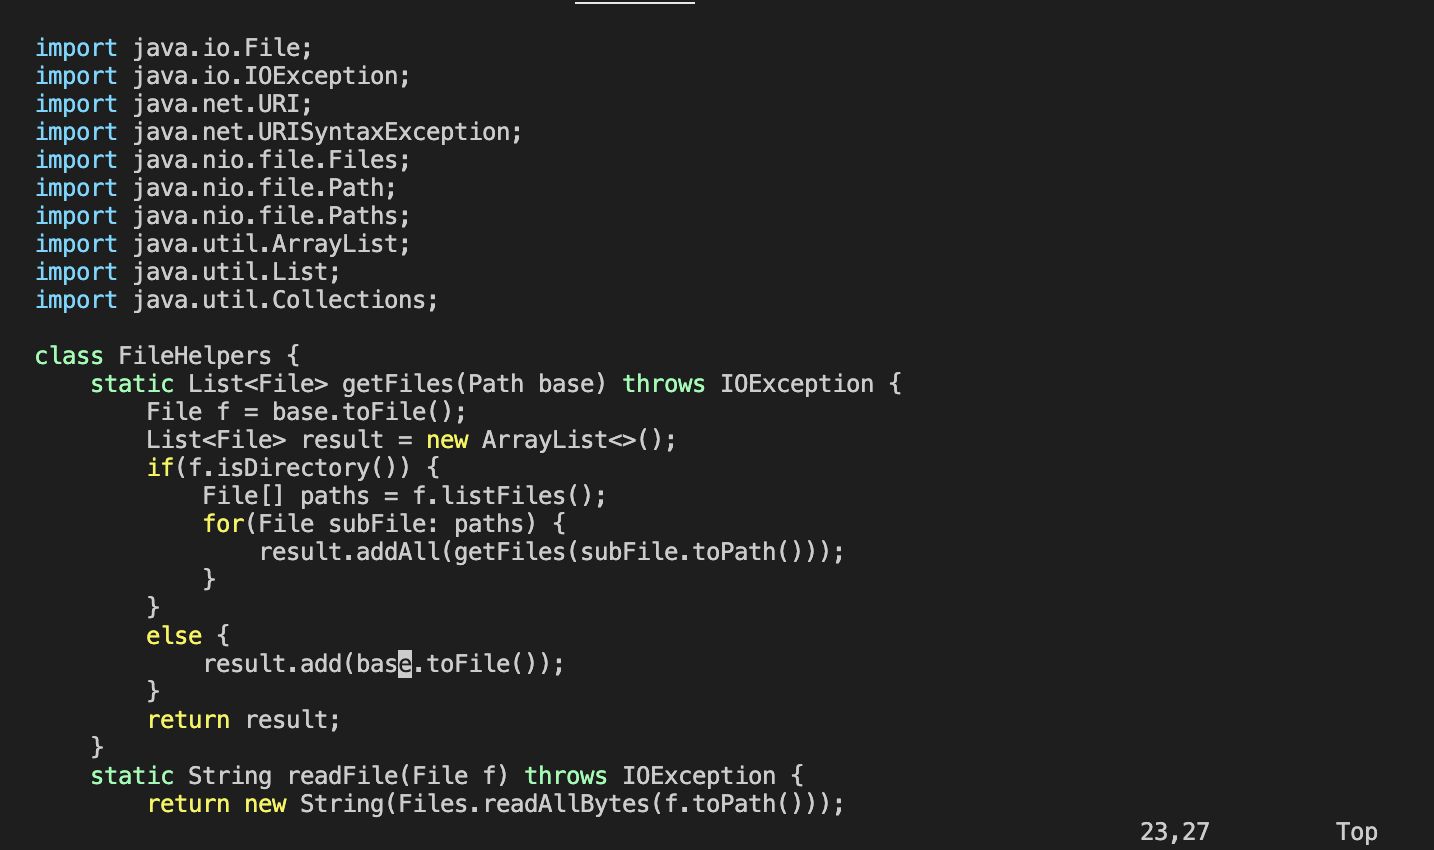 import java.io.File;
import java.io.IOException;
import java.net.URI;
import java.net.URISyntaxException;
import java.nio.file.Files;
import java.nio.file.Path;
import java.nio.file.Paths;
import java.util.ArrayList;
import java.util.List;
import java.util.Collections;

class FileHelpers {
    static List<File> getFiles(Path base) throws IOException {
        File f = base.toFile();
        List<File> result = new ArrayList<>();
        if(f.isDirectory()) {
            File[] paths = f.listFiles();
            for(File subFile: paths) {
                result.addAll(getFiles(subFile.toPath()));
            }
        }
        else {
            result.add(base.toFile());
        }
        return result;
    }
    static String readFile(File f) throws IOException {
        return new String(Files.readAllBytes(f.toPath()));
23,27 Top